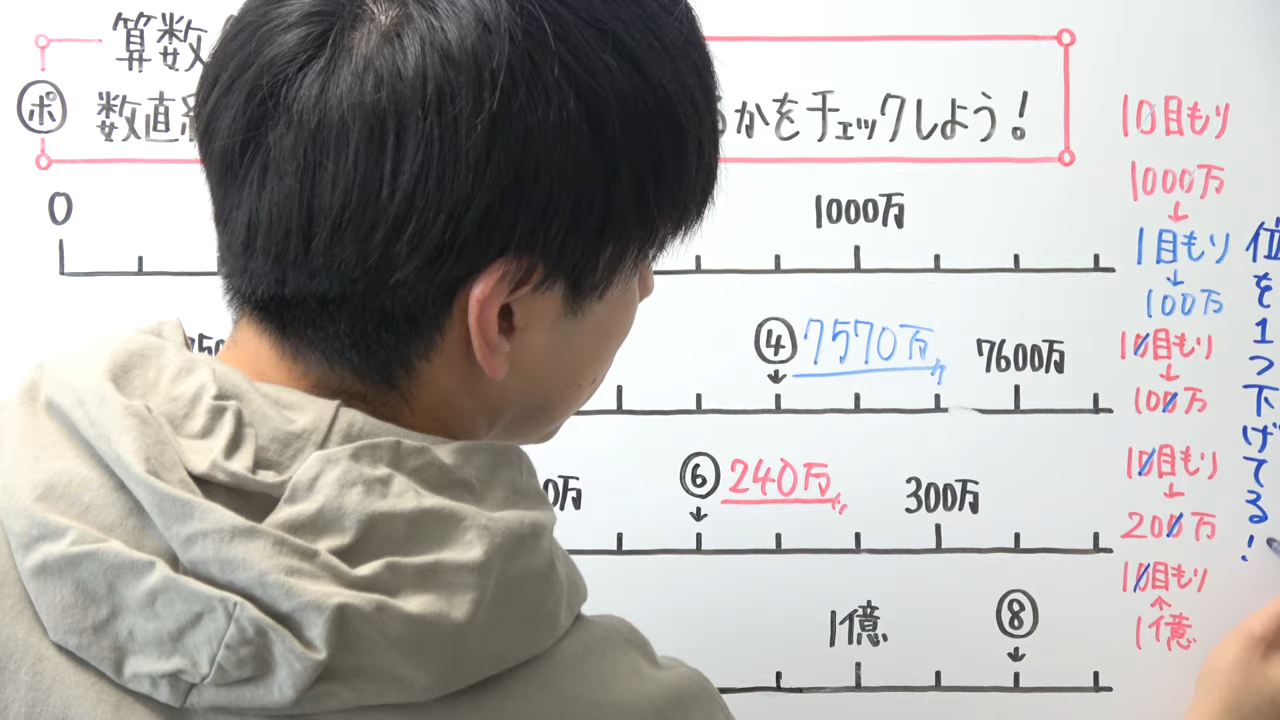 算数
ポ 数直
かをチェックしよう!
0
1000万
④ 7570万
7600万
⑥ 240万
300万
1億
⑧
10目もり
1000万
↓
1目もり
↓
100万
10目もり
↓
100万
10目もり
↓
200万
10目もり
↑
1億
位を1つ下げてる!